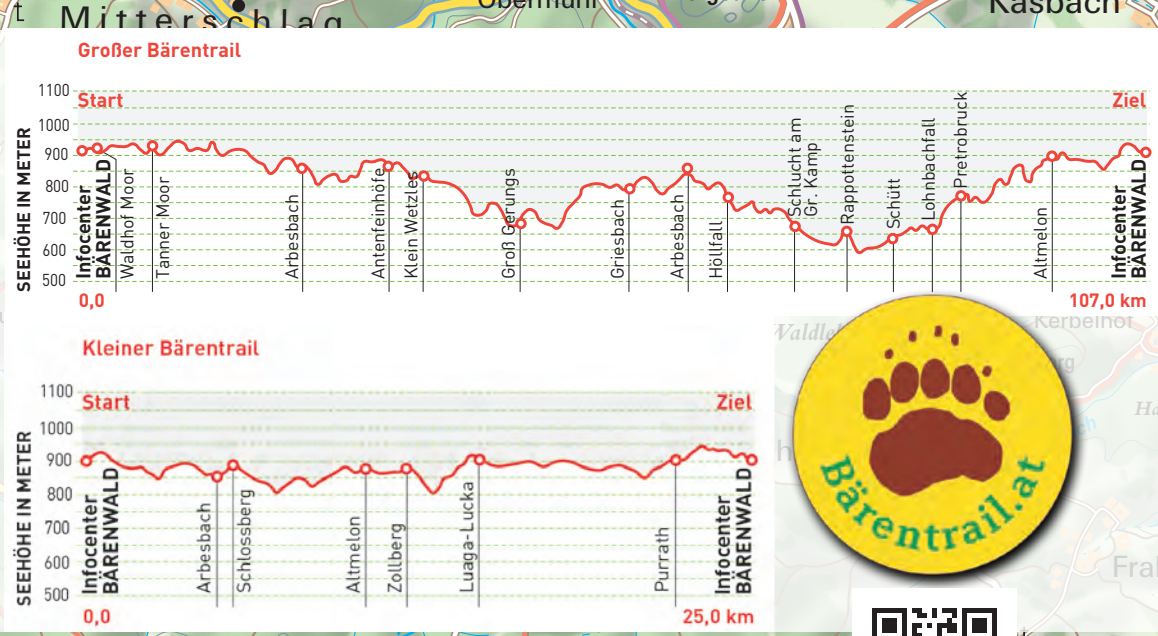 Mitterschlag
Obermühl
Kasbach
Großer Bärentrail
SEEHÖHE IN METER
1100
1000
900
800
700
600
500
Start
Ziel
Infocenter
BÄRENWALD
Waldhof Moor
Tanner Moor
Arbesbach
Antenfeinhöfe
Klein Wetzles
Groß Gerungs
Griesbach
Arbesbach
Höllfall
Schlucht am
Gr. Kamp
Rappottenstein
Schütt
Lohnbachfall
Pretrobruck
Altmelon
Infocenter
BÄRENWALD
0,0
107,0 km
Kleiner Bärentrail
SEEHÖHE IN METER
1100
1000
900
800
700
600
500
Start
Ziel
Infocenter
BÄRENWALD
Arbesbach
Schlossberg
Altmelon
Zollberg
Luaga-Lucka
Purrath
Infocenter
BÄRENWALD
0,0
25,0 km
Kerbelhof
Bärentrail.at